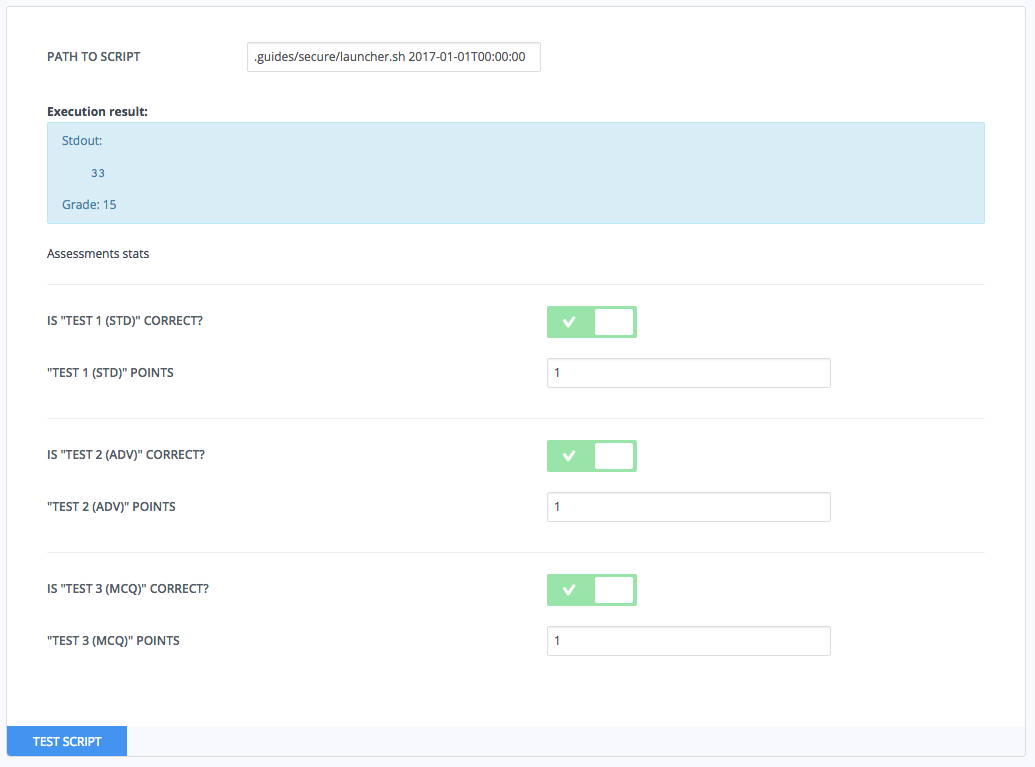 PATH TO SCRIPT
.guides/secure/launcher.sh 2017-01-01T00:00:00
Execution result:
Stdout:
33
Grade: 15
Assessments stats
IS "TEST 1 (STD)" CORRECT?
"TEST 1 (STD)" POINTS
1
IS "TEST 2 (ADV)" CORRECT?
"TEST 2 (ADV)" POINTS
1
IS "TEST 3 (MCQ)" CORRECT?
"TEST 3 (MCQ)" POINTS
1
TEST SCRIPT